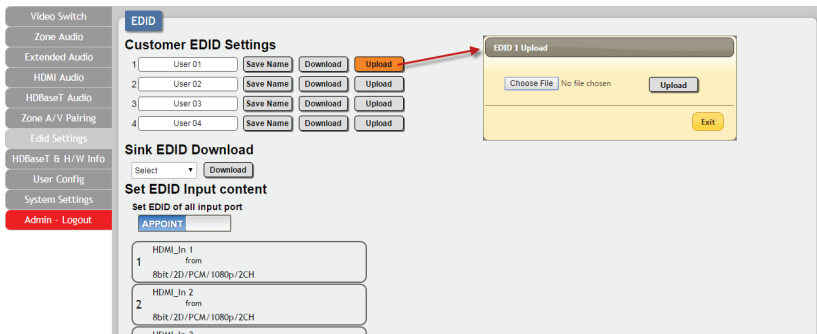 Video Switch
Zone Audio
Extended Audio
HDMI Audio
HDBaseT Audio
Zone A/V Pairing
Edid Settings
HDBaseT & H/W Info
User Config
System Settings
Admin - Logout
EDID
Customer EDID Settings
1 User 01 Save Name Download Upload
2 User 02 Save Name Download Upload
3 User 03 Save Name Download Upload
4 User 04 Save Name Download Upload
Sink EDID Download
Select Download
Set EDID Input content
Set EDID of all input port
APPOINT
HDMI_In 1
1 from
8bit/2D/PCM/1080p/2CH
HDMI_In 2
2 from
8bit/2D/PCM/1080p/2CH
EDID 1 Upload
Choose File No file chosen Upload
Exit